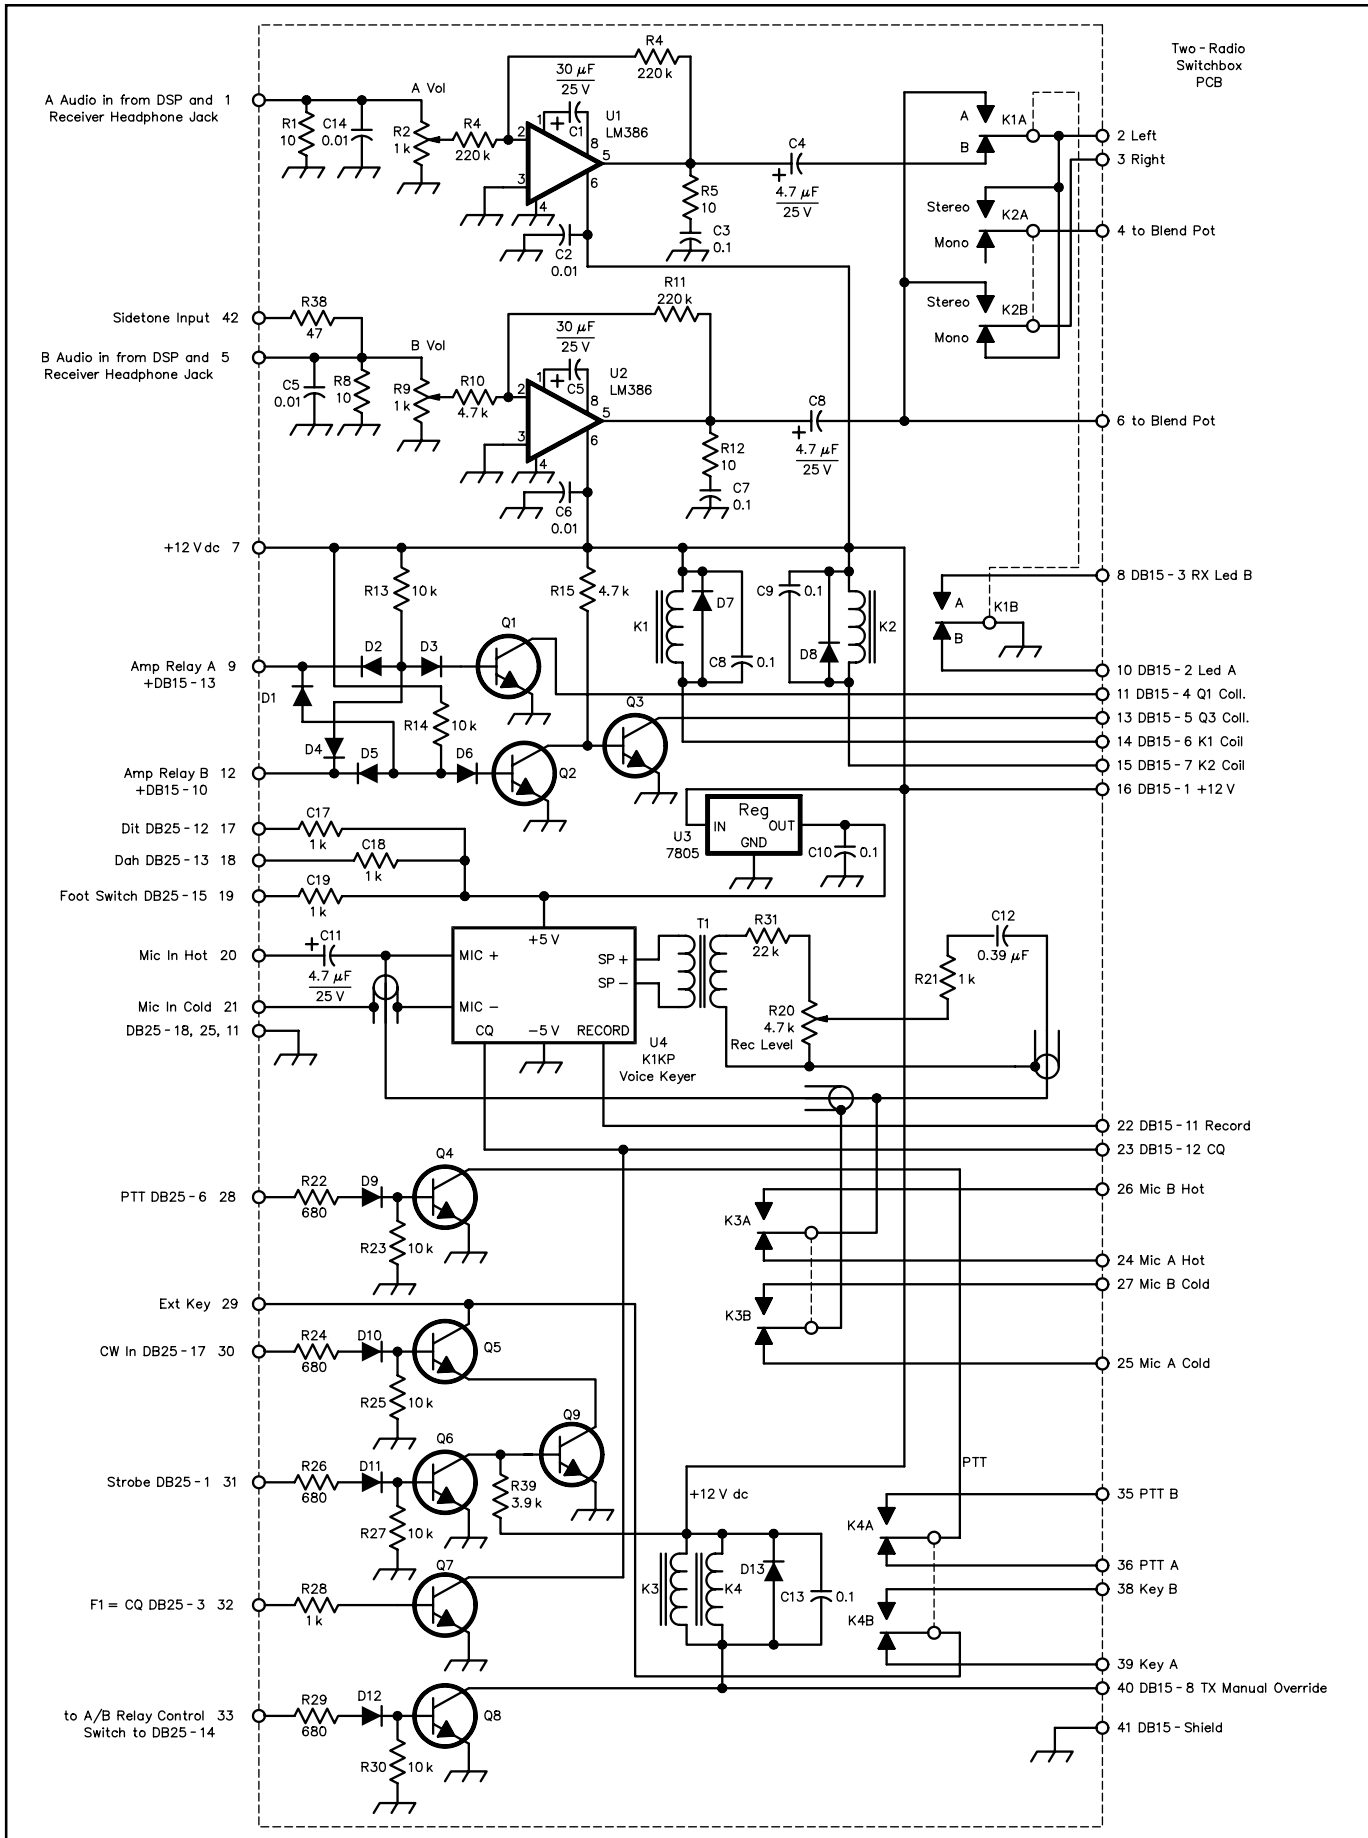 Two-Radio
Switchbox
PCB
A Audio in from DSP and 1
Receiver Headphone Jack
R1
10
C14
0.01
A Vol
R2
1 k
R4
220 k
R4
220 k
30 µF
25 V
C1
U1
LM386
1
2
3
4
5
6
8
C2
0.01
R5
10
C3
0.1
C4
+
4.7 µF
25 V
A
B
K1A
2 Left
3 Right
Stereo
Mono
K2A
4 to Blend Pot
Stereo
Mono
K2B
Sidetone Input 42
R38
47
B Audio in from DSP and 5
Receiver Headphone Jack
C5
0.01
R8
10
B Vol
R9
1 k
R10
4.7 k
R11
220 k
30 µF
25 V
C5
U2
LM386
1
2
3
4
5
6
8
C6
0.01
R12
10
C7
0.1
C8
+
4.7 µF
25 V
6 to Blend Pot
+12 V dc 7
R13
10 k
R15
4.7 k
K1
D7
C8
0.1
C9
0.1
D8
K2
8 DB15-3 RX Led B
A
B
K1B
10 DB15-2 Led A
Amp Relay A 9
+DB15-13
D1
D2
D3
Q1
R14
10 k
D4
D5
D6
Q2
Q3
Amp Relay B 12
+DB15-10
11 DB15-4 Q1 Coll.
13 DB15-5 Q3 Coll.
14 DB15-6 K1 Coil
15 DB15-7 K2 Coil
16 DB15-1 +12 V
Dit DB25-12 17
C17
1 k
Dah DB25-13 18
C18
1 k
Foot Switch DB25-15 19
C19
1 k
U3
7805
Reg
IN
OUT
GND
C10
0.1
Mic In Hot 20
+
C11
4.7 µF
25 V
Mic In Cold 21
DB25-18, 25, 11
+5 V
MIC +
MIC −
SP +
SP −
CQ
−5 V
RECORD
U4
K1KP
Voice Keyer
T1
R31
22 k
R20
4.7 k
Rec Level
R21
1 k
C12
0.39 µF
22 DB15-11 Record
23 DB15-12 CQ
PTT DB25-6 28
R22
680
D9
R23
10 k
Q4
26 Mic B Hot
K3A
24 Mic A Hot
27 Mic B Cold
K3B
25 Mic A Cold
Ext Key 29
CW In DB25-17 30
R24
680
D10
R25
10 k
Q5
Q9
Strobe DB25-1 31
R26
680
D11
R27
10 k
Q6
R39
3.9 k
+12 V dc
PTT
35 PTT B
K4A
36 PTT A
38 Key B
K4B
39 Key A
F1 = CQ DB25-3 32
R28
1 k
Q7
K3
K4
D13
C13
0.1
to A/B Relay Control 33
Switch to DB25-14
R29
680
D12
R30
10 k
Q8
40 DB15-8 TX Manual Override
41 DB15-Shield